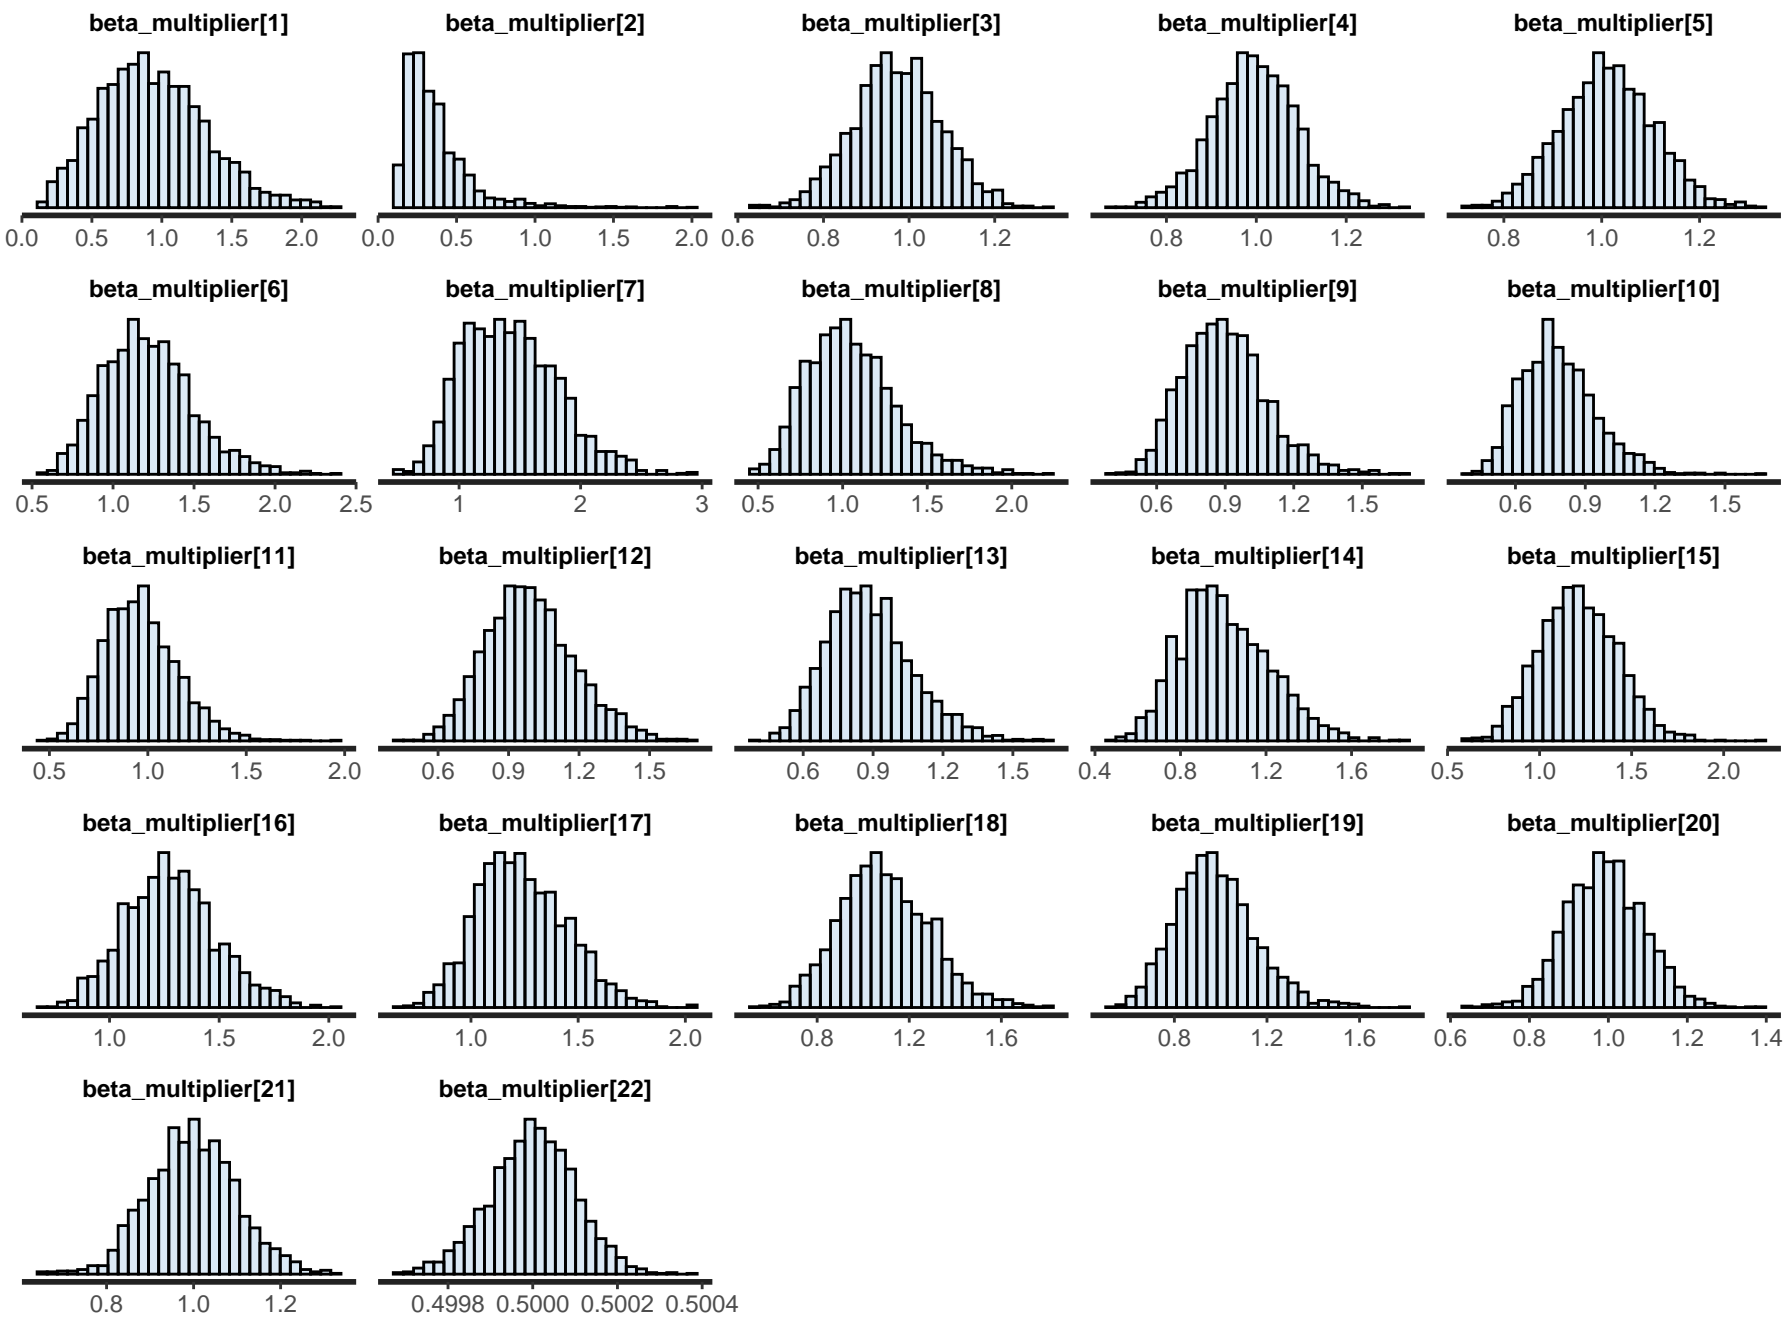 beta_multiplier[1] beta_multiplier[2] beta_multiplier[3] beta_multiplier[4] beta_multiplier[5]
0.0 0.5 1.0 1.5 2.0 0.0 0.5 1.0 1.5 2.0 0.6 0.8 1.0 1.2 0.8 1.0 1.2 0.8 1.0 1.2
beta_multiplier[6] beta_multiplier[7] beta_multiplier[8] beta_multiplier[9] beta_multiplier[10]
0.5 1.0 1.5 2.0 2.5 1 2 3 0.5 1.0 1.5 2.0 0.6 0.9 1.2 1.5 0.6 0.9 1.2 1.5
beta_multiplier[11] beta_multiplier[12] beta_multiplier[13] beta_multiplier[14] beta_multiplier[15]
0.5 1.0 1.5 2.0 0.6 0.9 1.2 1.5 0.6 0.9 1.2 1.5 0.4 0.8 1.2 1.6 0.5 1.0 1.5 2.0
beta_multiplier[16] beta_multiplier[17] beta_multiplier[18] beta_multiplier[19] beta_multiplier[20]
1.0 1.5 2.0 1.0 1.5 2.0 0.8 1.2 1.6 0.8 1.2 1.6 0.6 0.8 1.0 1.2 1.4
beta_multiplier[21] beta_multiplier[22]
0.8 1.0 1.2 0.4998 0.5000 0.5002 0.5004